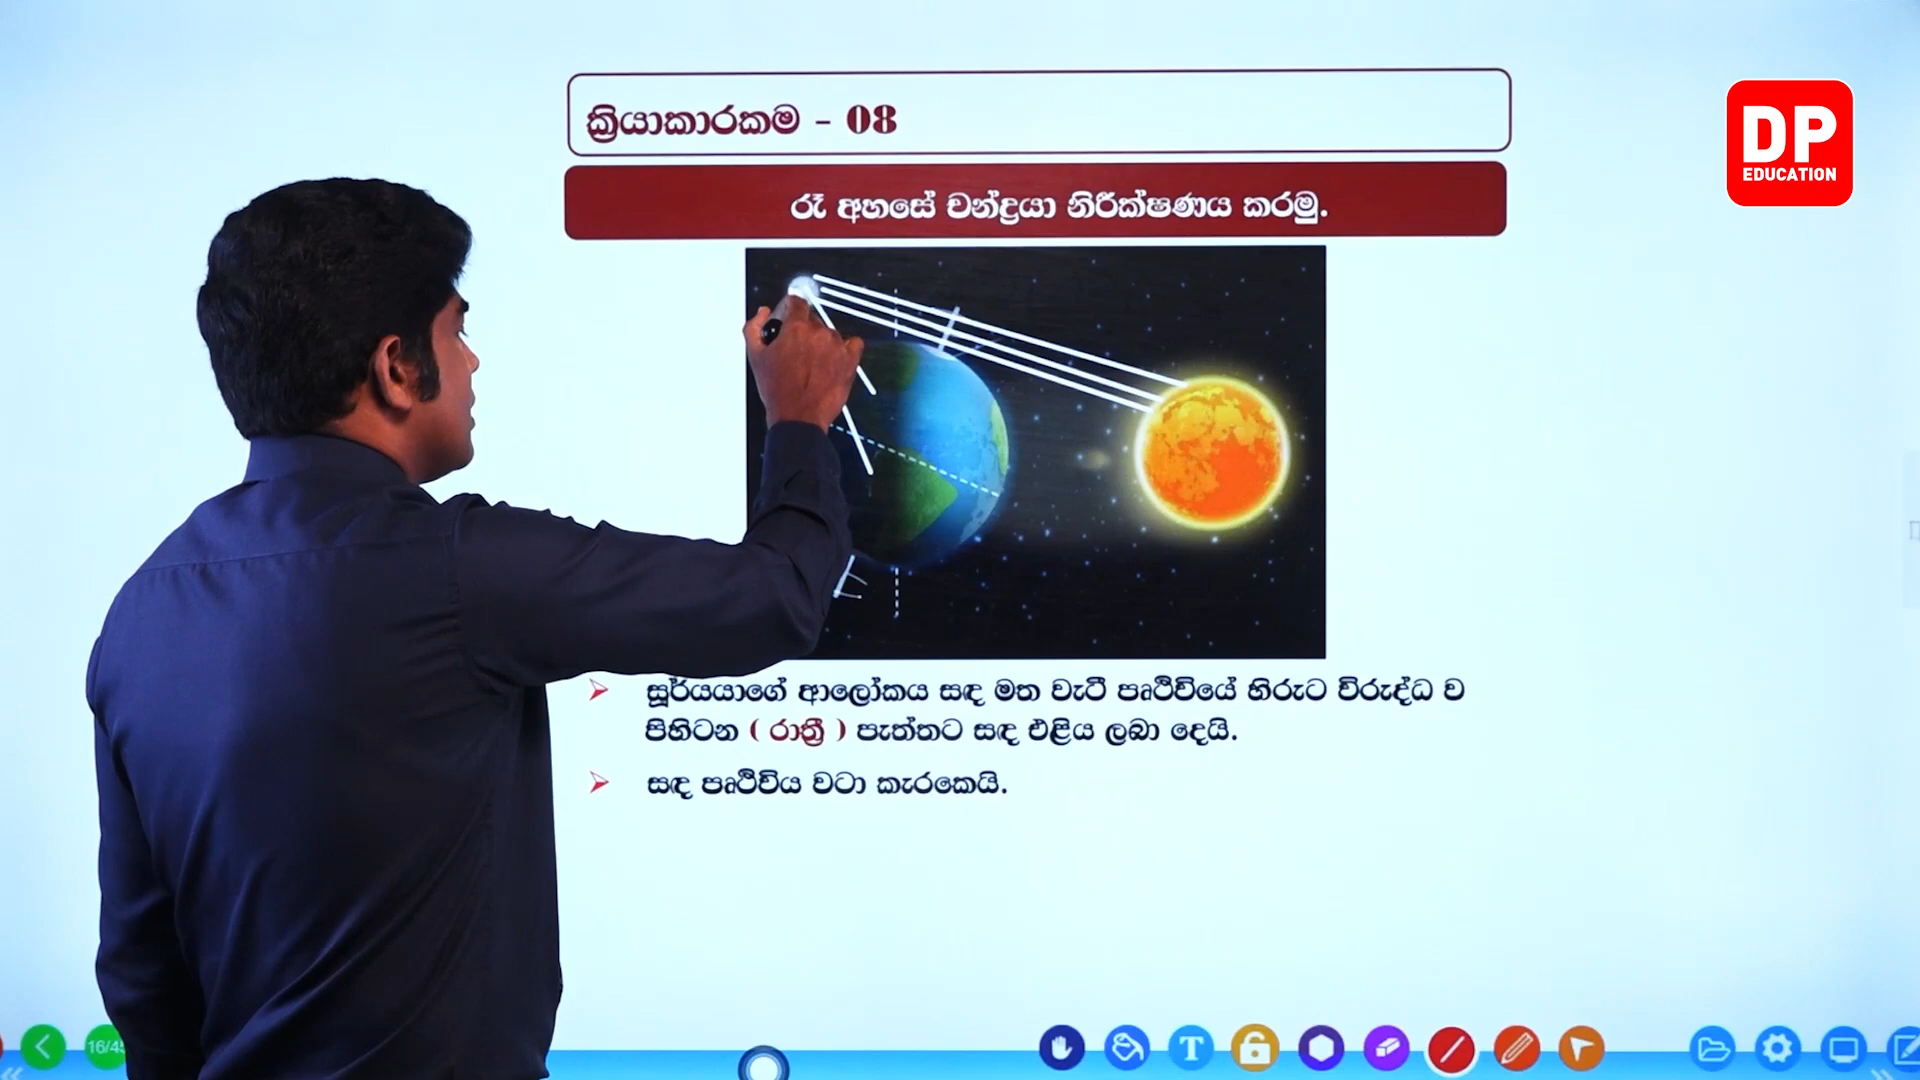 ක්‍රියාකාරකම - 08
රෑ අහසේ චන්ද්‍රයා නිරීක්ෂණය කරමු.
DP
EDUCATION
සූර්යයාගේ ආලෝකය සඳ මත වැටී පෘථිවියේ හිරුට විරුද්ධ ව
පිහිටන ( රාත්‍රී ) පැත්තට සඳ එළිය ලබා දෙයි.
සඳ පෘථිවිය වටා කැරකෙයි.
T